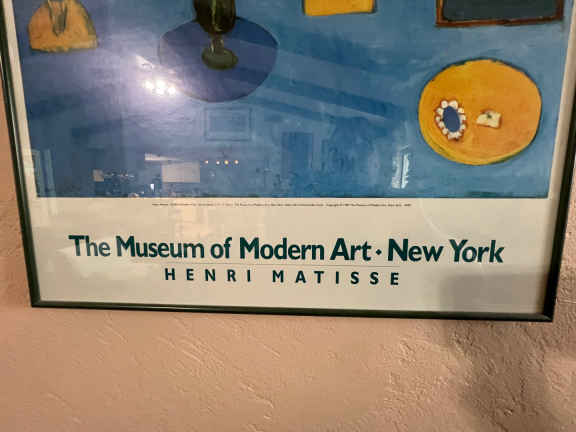 The Museum of Modern Art · New York
HENRI MATISSE